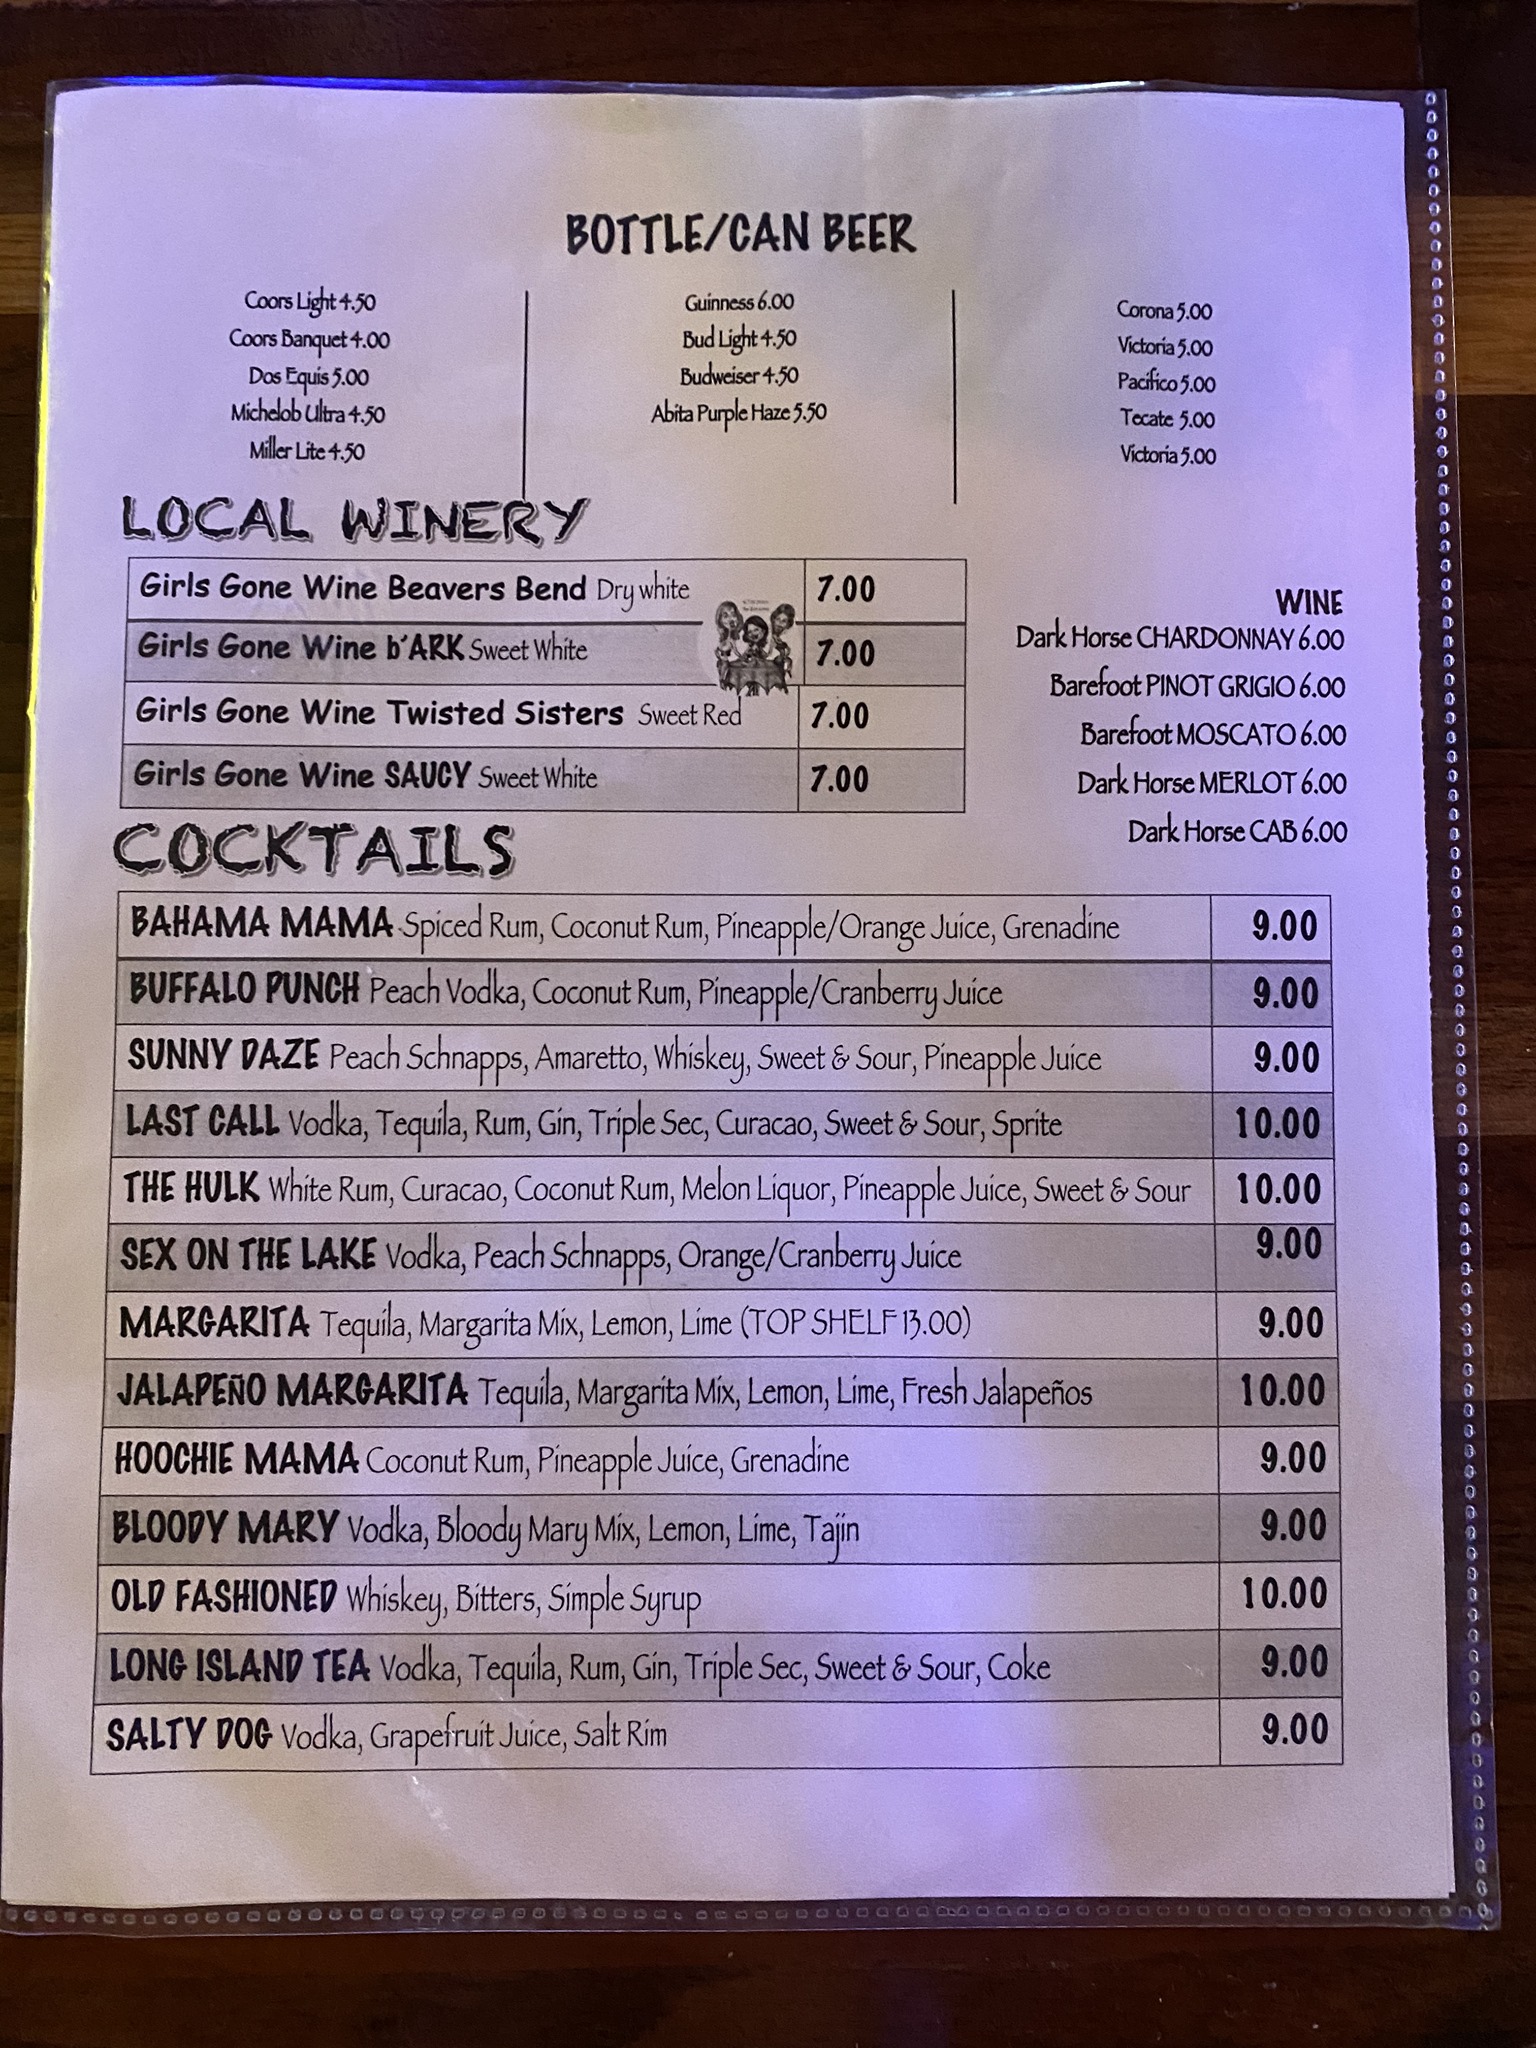 BOTTLE/CAN BEER
Coors Light 4.50
Coors Banquet 4.00
Dos Equis 5.00
Michelob Ultra 4.50
Miller Lite 4.50
Guinness 6.00
Bud Light 4.50
Budweiser 4.50
Abita Purple Haze 5.50
Corona 5.00
Victoria 5.00
Pacifico 5.00
Tecate 5.00
Victoria 5.00
LOCAL WINERY
Girls Gone Wine Beavers Bend Dry white 7.00
Girls Gone Wine b'ARK Sweet White 7.00
Girls Gone Wine Twisted Sisters Sweet Red 7.00
Girls Gone Wine SAUCY Sweet White 7.00
WINE
Dark Horse CHARDONNAY 6.00
Barefoot PINOT GRIGIO 6.00
Barefoot MOSCATO 6.00
Dark Horse MERLOT 6.00
Dark Horse CAB 6.00
COCKTAILS
BAHAMA MAMA Spiced Rum, Coconut Rum, Pineapple/Orange Juice, Grenadine 9.00
BUFFALO PUNCH Peach Vodka, Coconut Rum, Pineapple/Cranberry Juice 9.00
SUNNY DAZE Peach Schnapps, Amaretto, Whiskey, Sweet & Sour, Pineapple Juice 9.00
LAST CALL Vodka, Tequila, Rum, Gin, Triple Sec, Curacao, Sweet & Sour, Sprite 10.00
THE HULK White Rum, Curacao, Coconut Rum, Melon Liquor, Pineapple Juice, Sweet & Sour 10.00
SEX ON THE LAKE Vodka, Peach Schnapps, Orange/Cranberry Juice 9.00
MARGARITA Tequila, Margarita Mix, Lemon, Lime (TOP SHELF 13.00) 9.00
JALAPEÑO MARGARITA Tequila, Margarita Mix, Lemon, Lime, Fresh Jalapeños 10.00
HOOCHIE MAMA Coconut Rum, Pineapple Juice, Grenadine 9.00
BLOODY MARY Vodka, Bloody Mary Mix, Lemon, Lime, Tajin 9.00
OLD FASHIONED Whiskey, Bitters, Simple Syrup 10.00
LONG ISLAND TEA Vodka, Tequila, Rum, Gin, Triple Sec, Sweet & Sour, Coke 9.00
SALTY DOG Vodka, Grapefruit Juice, Salt Rim 9.00